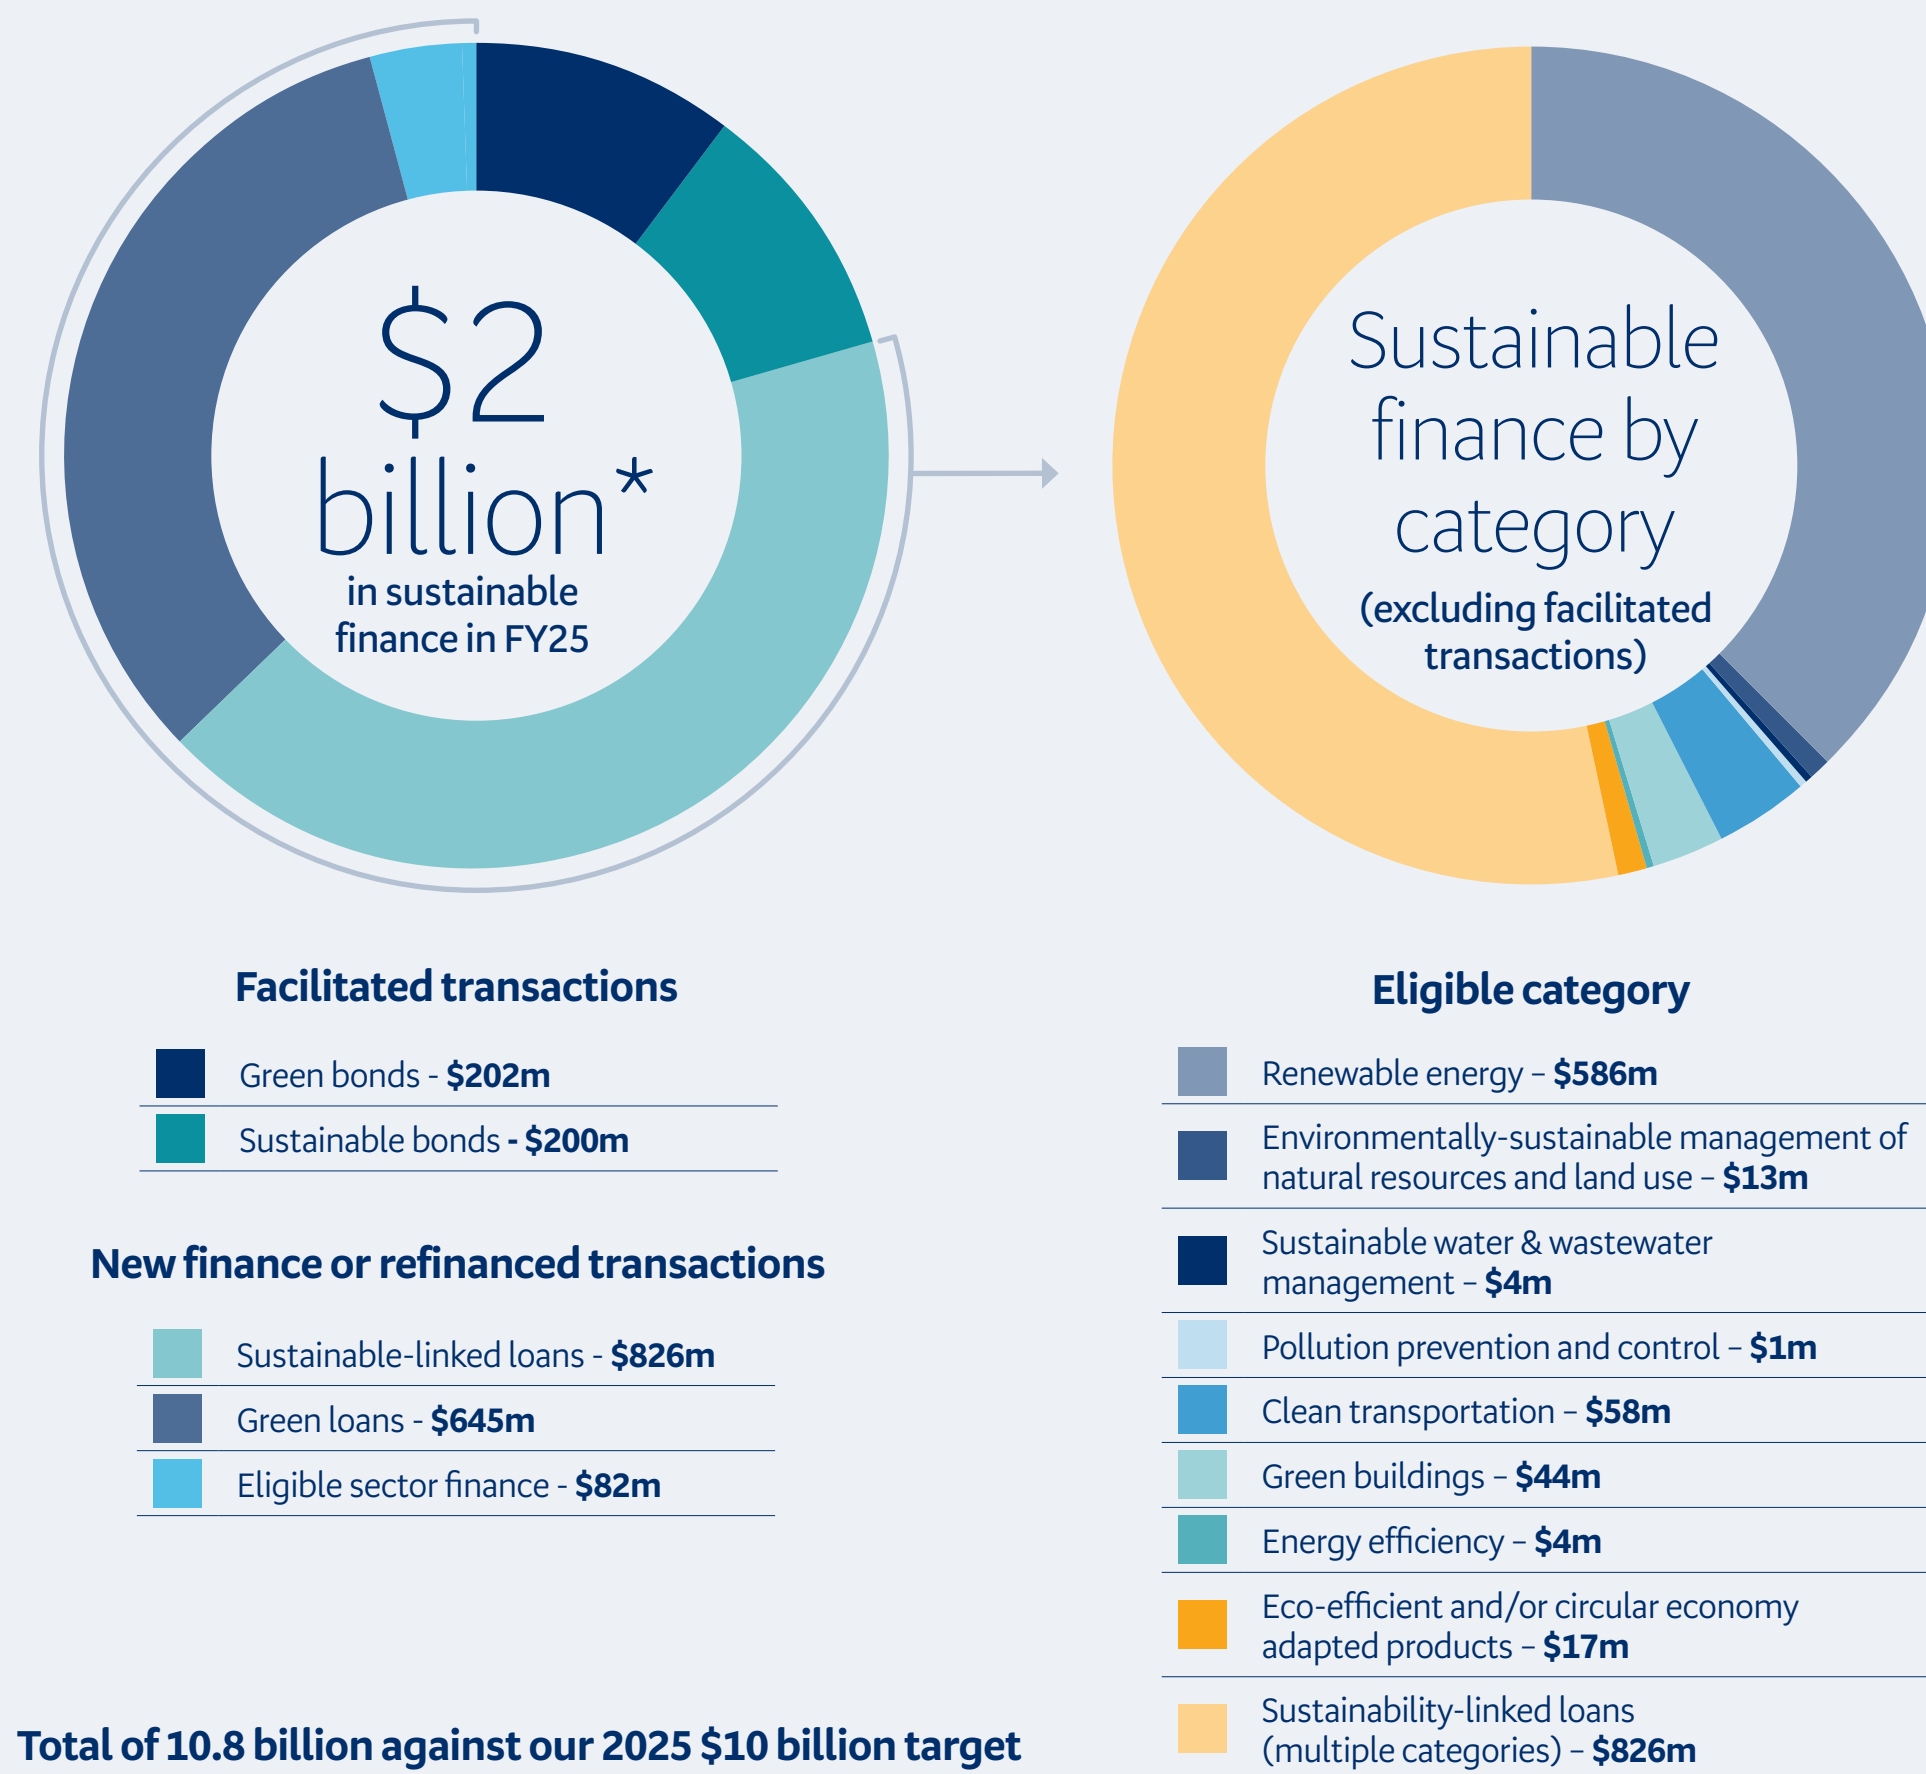 $2
billion*
in sustainable
finance in FY25
Facilitated transactions
Green bonds - $202m
Sustainable bonds - $200m
New finance or refinanced transactions
Sustainable-linked loans - $826m
Green loans - $645m
Eligible sector finance - $82m
Total of 10.8 billion against our 2025 $10 billion target
Sustainable
finance by
category
(excluding facilitated
transactions)
Eligible category
Renewable energy – $586m
Environmentally-sustainable management of
natural resources and land use – $13m
Sustainable water & wastewater
management – $4m
Pollution prevention and control – $1m
Clean transportation – $58m
Green buildings – $44m
Energy efficiency – $4m
Eco-efficient and/or circular economy
adapted products – $17m
Sustainability-linked loans
(multiple categories) – $826m